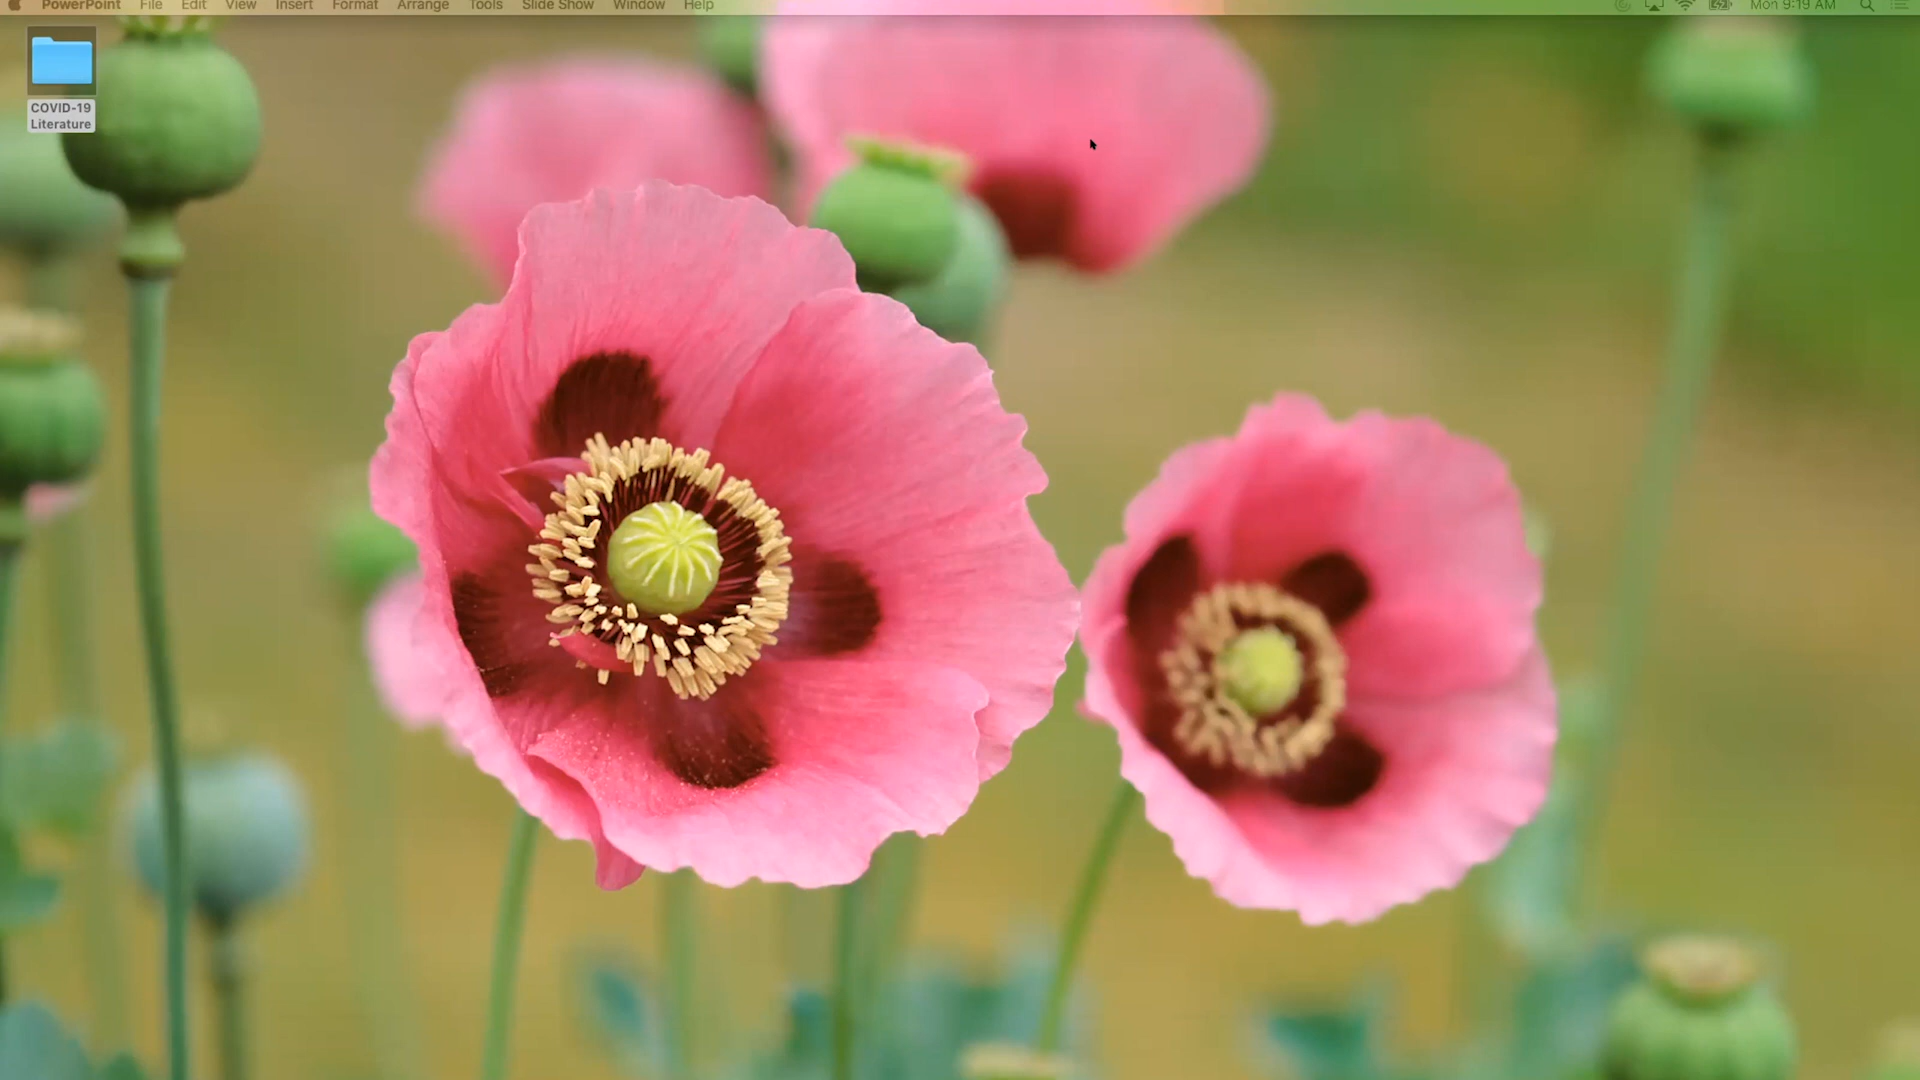 PowerPoint File Edit View Insert Format Arrange Tools Slide Show Window Help Mon 9:19 AM
COVID-19
Literature